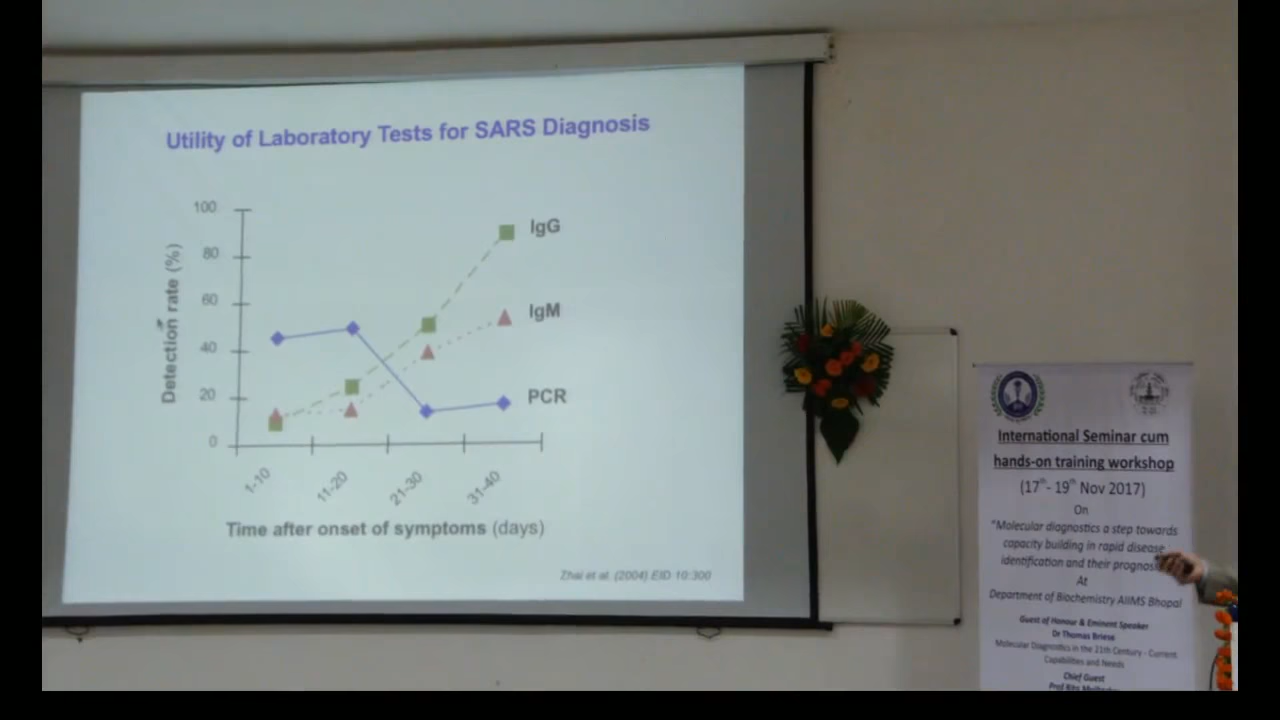 Utility of Laboratory Tests for SARS Diagnosis
Detection rate (%)
100
80
60
40
20
0
IgG
IgM
PCR
1-10
11-20
21-30
31-40
Time after onset of symptoms (days)
Zhai et al. (2004) EID 10:300
International Seminar cum
hands-on training workshop
(17th- 19th Nov 2017)
On
"Molecular diagnostics a step towards
capacity building in rapid disease
identification and their prognos
At
Department of Biochemistry AIIMS Bhopal
Guest of Honour & Eminent Speaker
Dr Thomas Briese
Molecular Diagnostics in the 21th Century - Current
Capabilities and Needs
Chief Guest
Prof